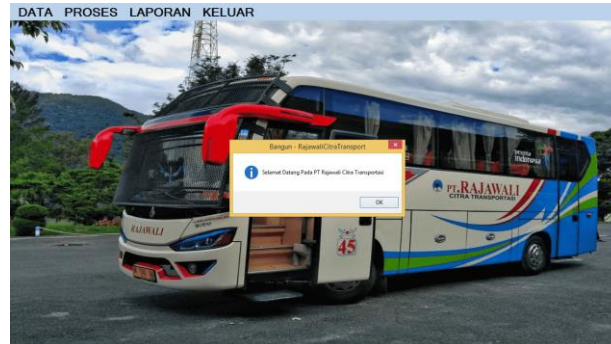 DATA PROSES LAPORAN KELUAR
Bangun - RajawaliCitraTransport
Selamat Datang Pada PT Rajawali Citra Transportasi
OK
indonesia
PT. RAJAWALI
CITRA TRANSPORTASI
RAJAWALI
45